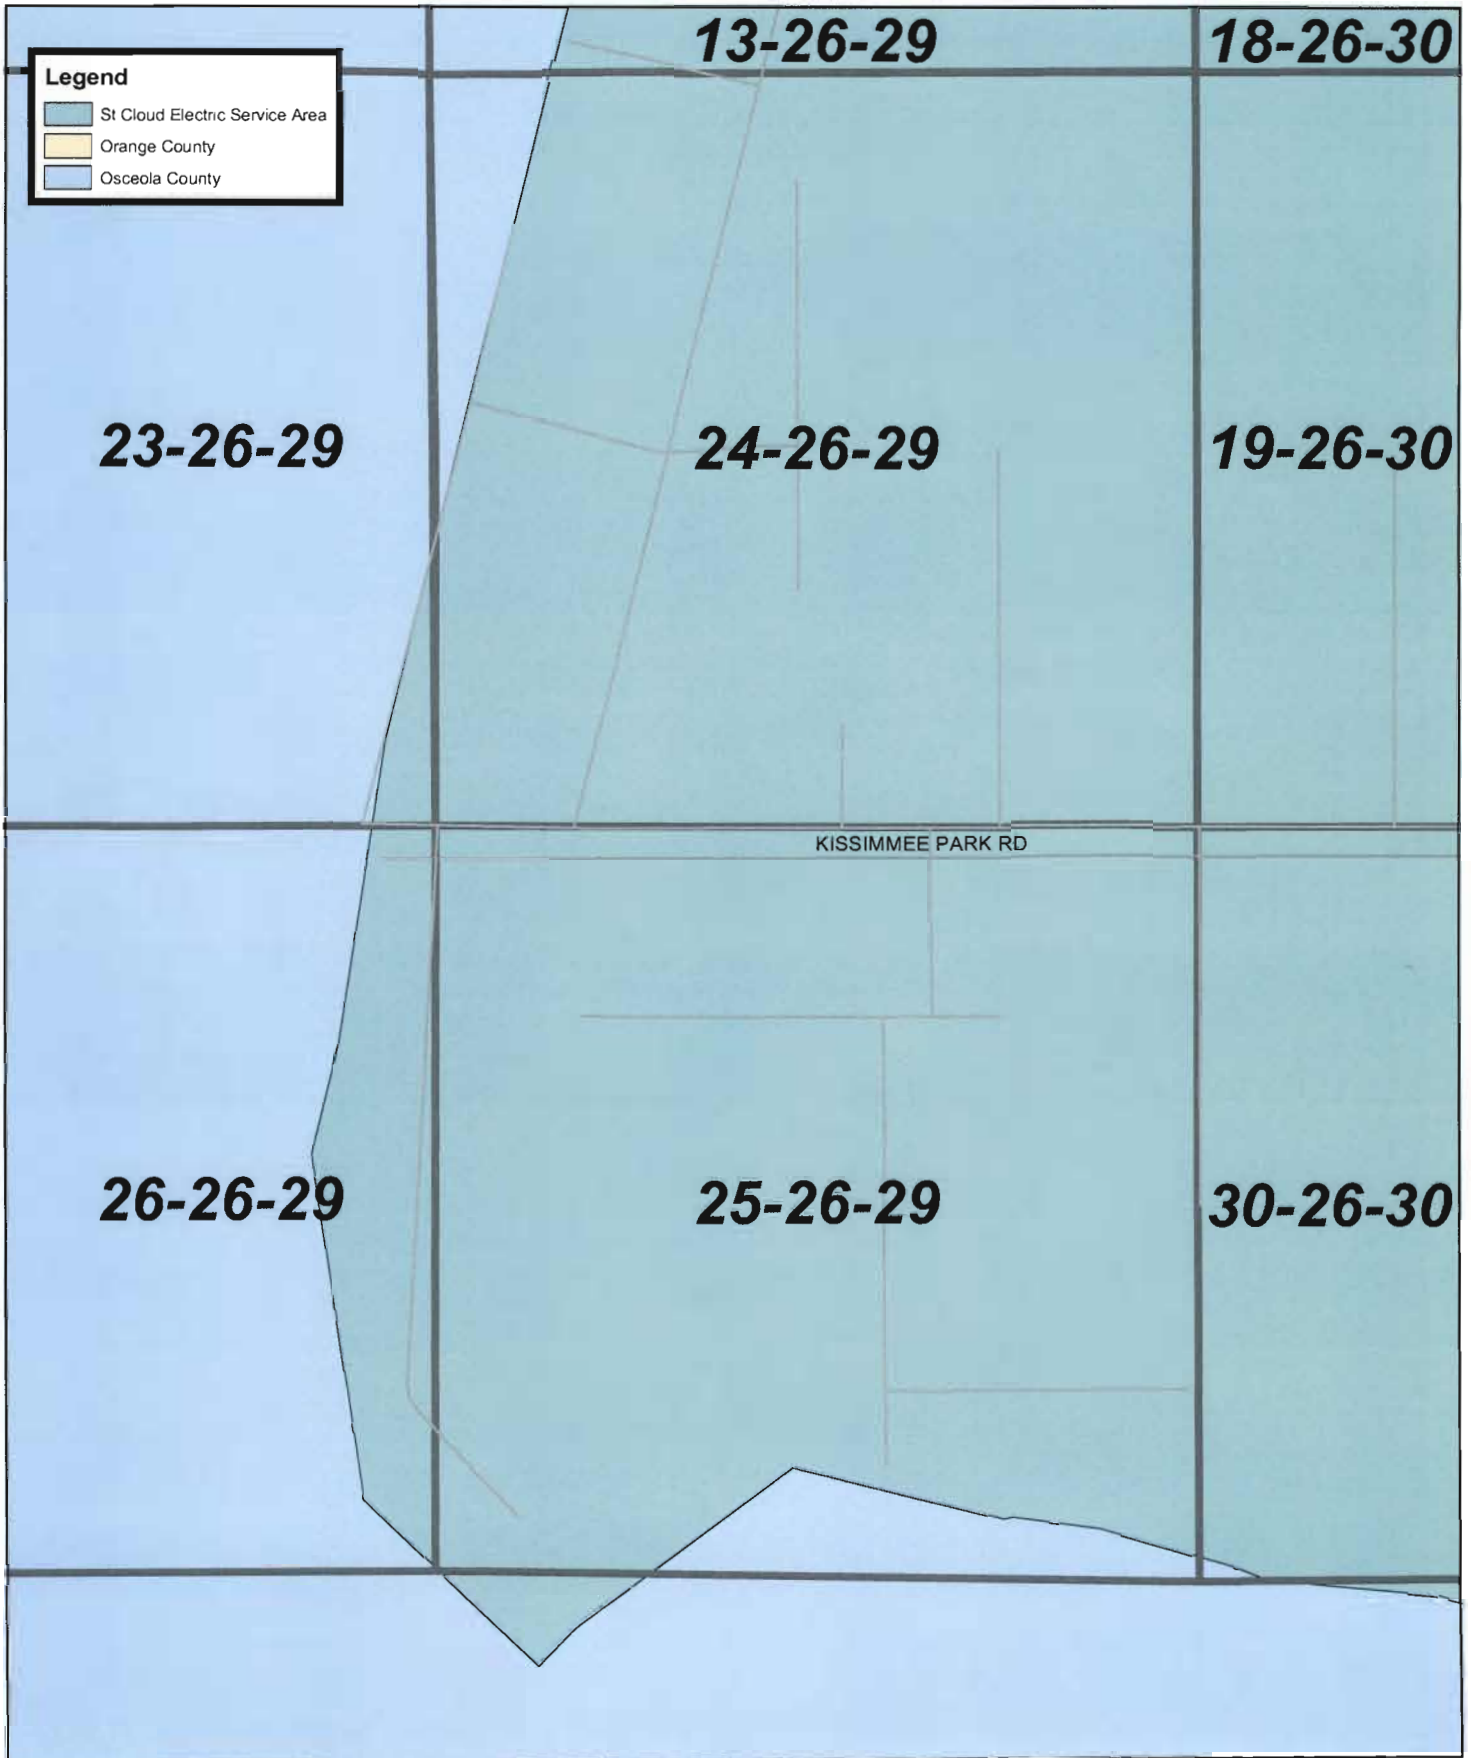 13-26-29
18-26-30
Legend
St Cloud Electric Service Area
Orange County
Osceola County
23-26-29
24-26-29
19-26-30
KISSIMMEE PARK RD
26-26-29
25-26-29
30-26-30